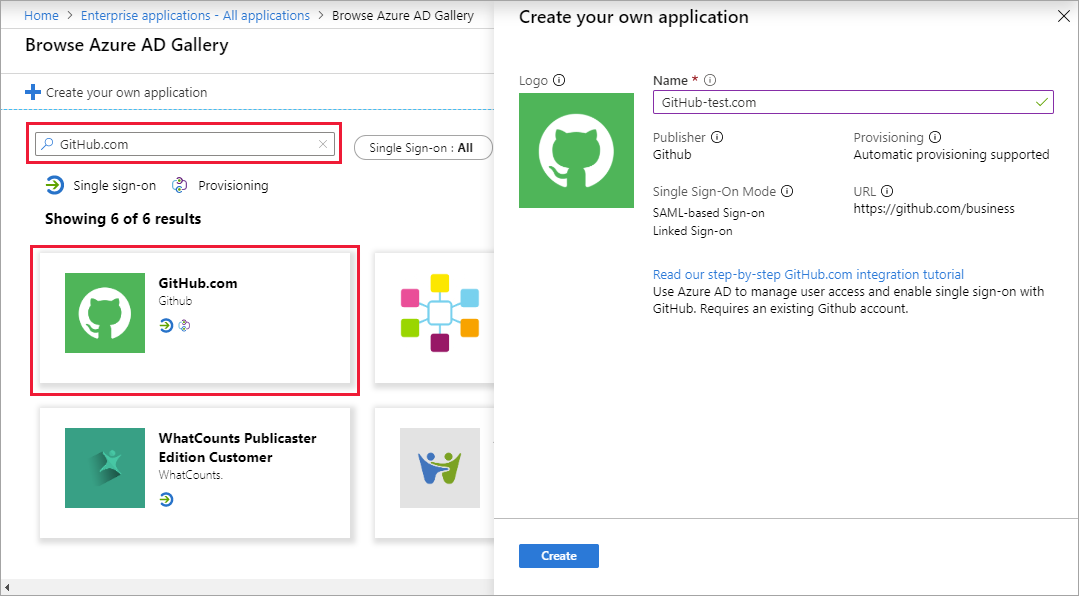 Home > Enterprise applications - All applications > Browse Azure AD Gallery
Browse Azure AD Gallery
Create your own application
GitHub.com
Single Sign-on : All
Single sign-on
Provisioning
Showing 6 of 6 results
GitHub.com
Github
WhatCounts Publicaster
Edition Customer
WhatCounts.
Create your own application
Logo
Name *
GitHub-test.com
Publisher
Github
Provisioning
Automatic provisioning supported
Single Sign-On Mode
SAML-based Sign-on
Linked Sign-on
URL
https://github.com/business
Read our step-by-step GitHub.com integration tutorial
Use Azure AD to manage user access and enable single sign-on with
GitHub. Requires an existing Github account.
Create